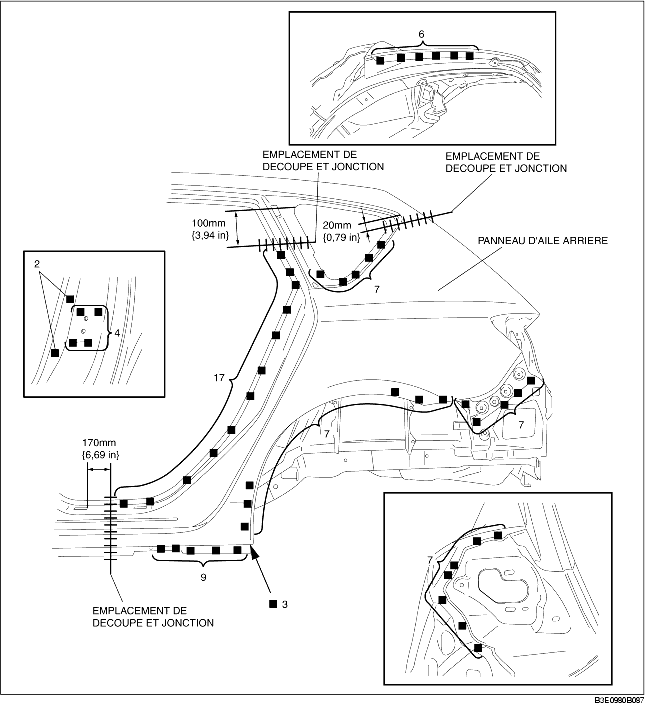 6
EMPLACEMENT DE
DECOUPE ET JONCTION
EMPLACEMENT DE
DECOUPE ET JONCTION
100mm
{3,94 in}
20mm
{0,79 in}
PANNEAU D'AILE ARRIERE
2
4
7
17
7
7
170mm
{6,69 in}
9
3
EMPLACEMENT DE
DECOUPE ET JONCTION
7
B3E0980B097